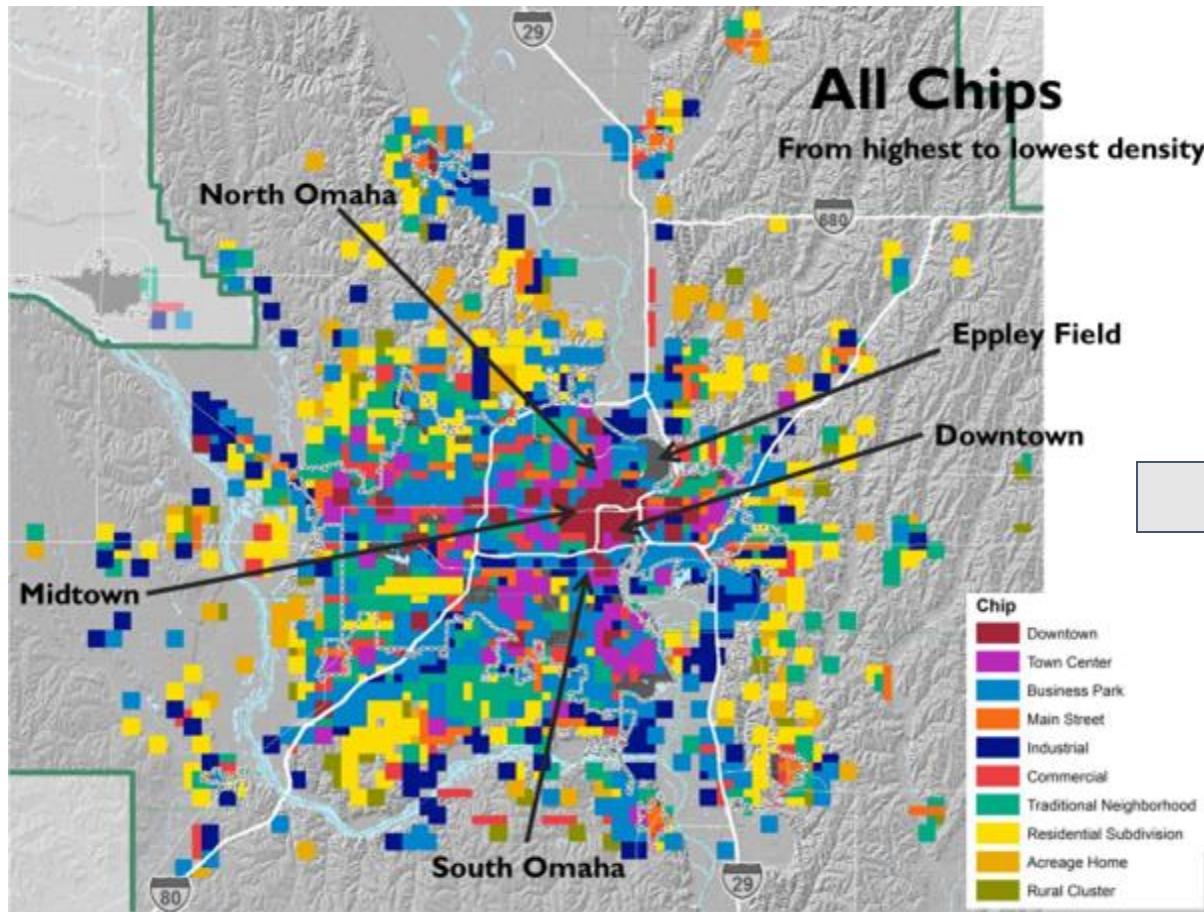 29
All Chips
From highest to lowest density
North Omaha
680
Eppley Field
Downtown
Midtown
Chip
Downtown
Town Center
Business Park
Main Street
Industrial
Commercial
Traditional Neighborhood
Residential Subdivision
Acreage Home
Rural Cluster
South Omaha
80
29